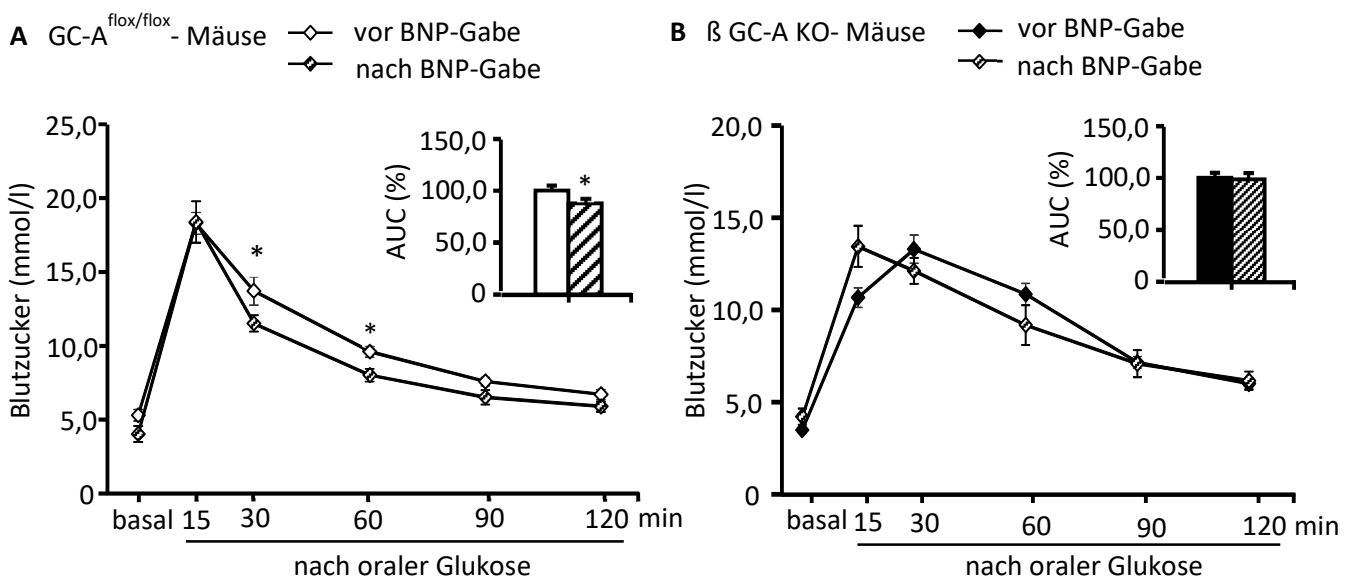 A GC-A flox/flox - Mäuse
vor BNP-Gabe
nach BNP-Gabe
Blutzucker (mmol/l)
25,0
20,0
15,0
10,0
5,0
0
*
*
AUC (%)
150,0
100,0
50,0
0
*
basal 15 30 60 90 120 min
nach oraler Glukose
B ß GC-A KO- Mäuse
vor BNP-Gabe
nach BNP-Gabe
Blutzucker (mmol/l)
20,0
15,0
10,0
5,0
0
AUC (%)
150,0
100,0
50,0
0
basal 15 30 60 90 120 min
nach oraler Glukose